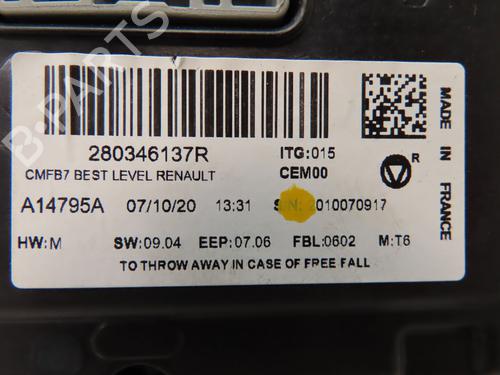 B-PARTS
280346137R
ITG:015
CMFB7 BEST LEVEL RENAULT
CEM00
R
A14795A 07/10/20 13:31 S/N: 2010070917
HW:M SW:09.04 EEP:07.06 FBL:0602 M:T6
TO THROW AWAY IN CASE OF FREE FALL
MADE IN FRANCE